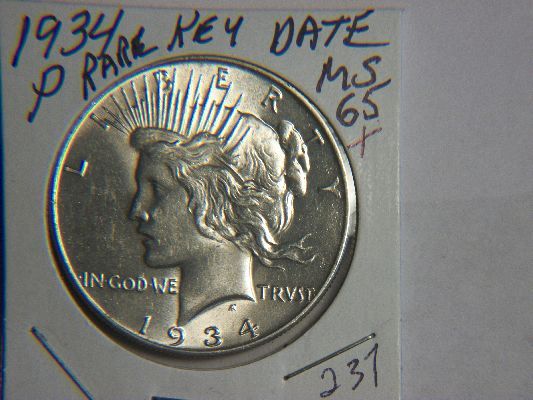 1934 KEY DATE
P RARE MS
65
+
LIBERTY
IN·GOD·WE TRVST
1934
237